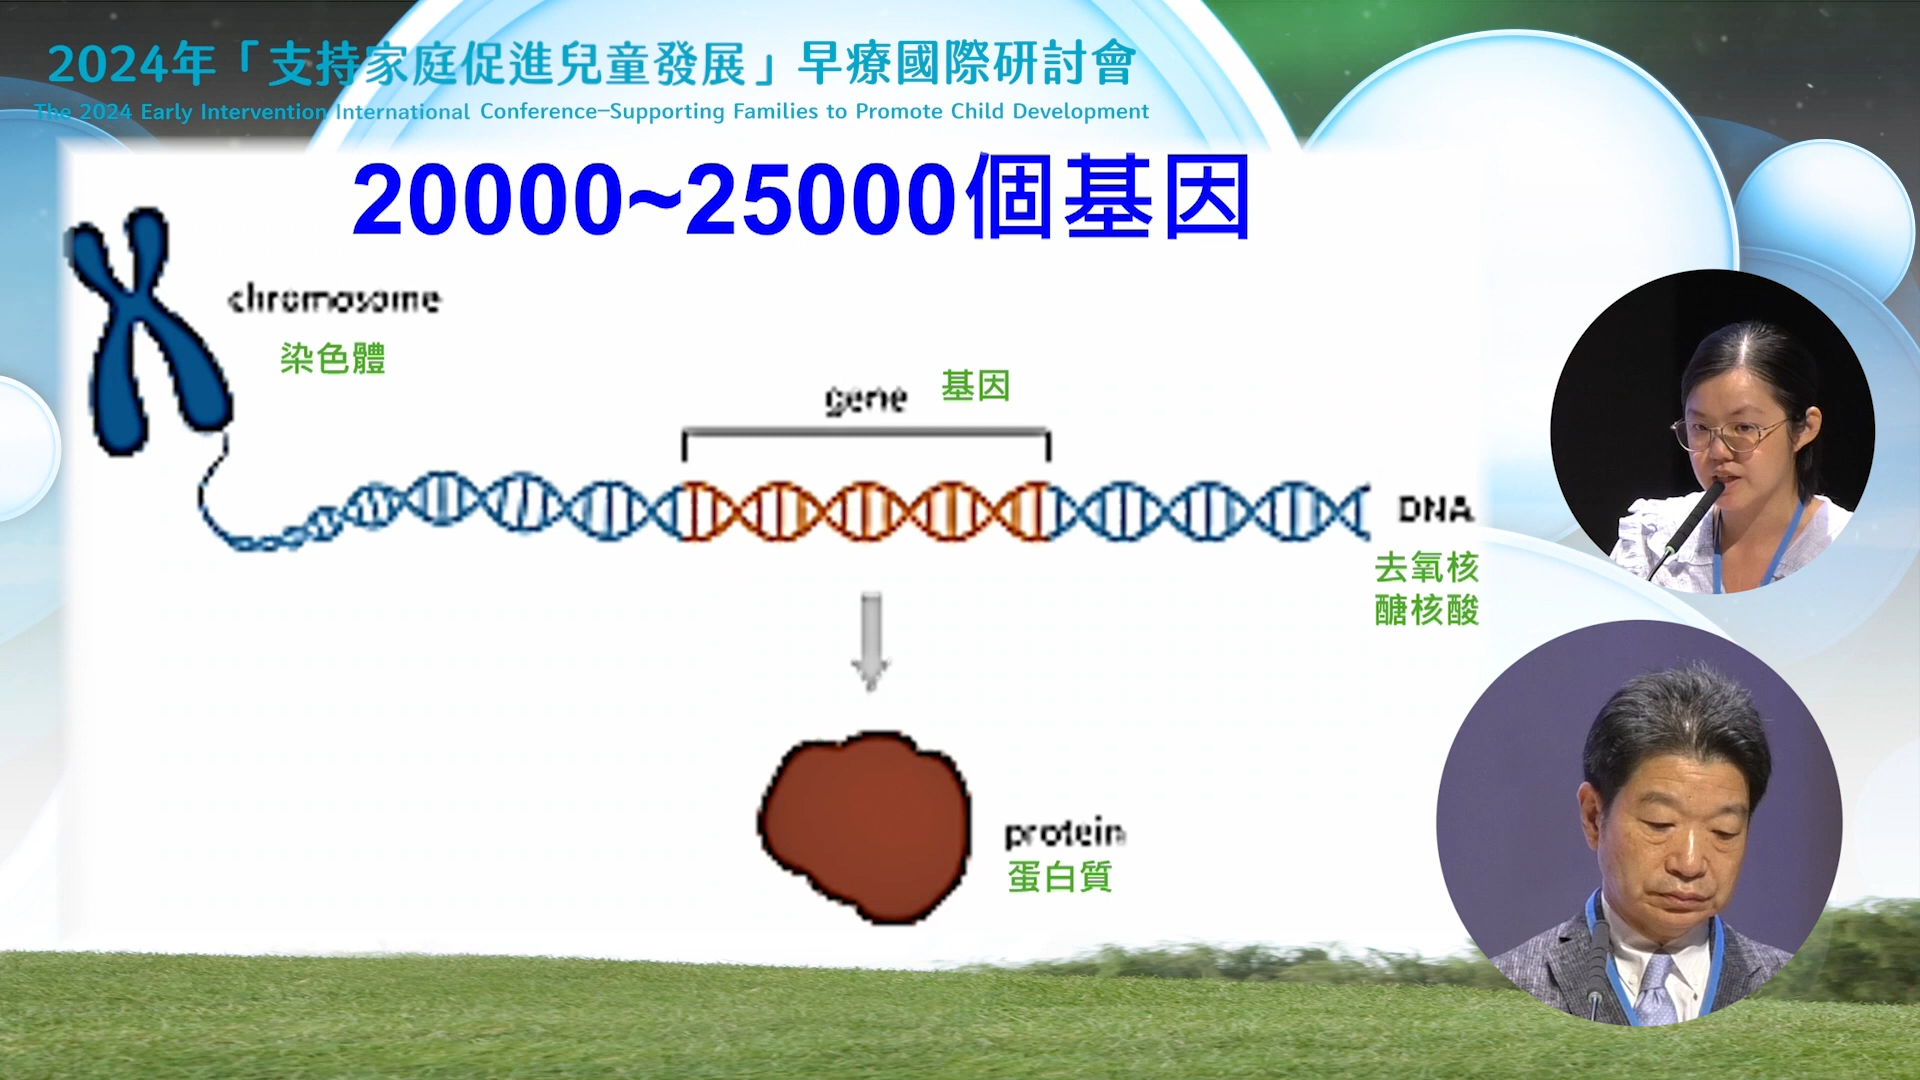 2024年「支持家庭促進兒童發展」早療國際研討會
The 2024 Early Intervention International Conference-Supporting Families to Promote Child Development
20000~25000個基因
chromosome
染色體
gene 基因
DNA
去氧核
醣核酸
protein
蛋白質